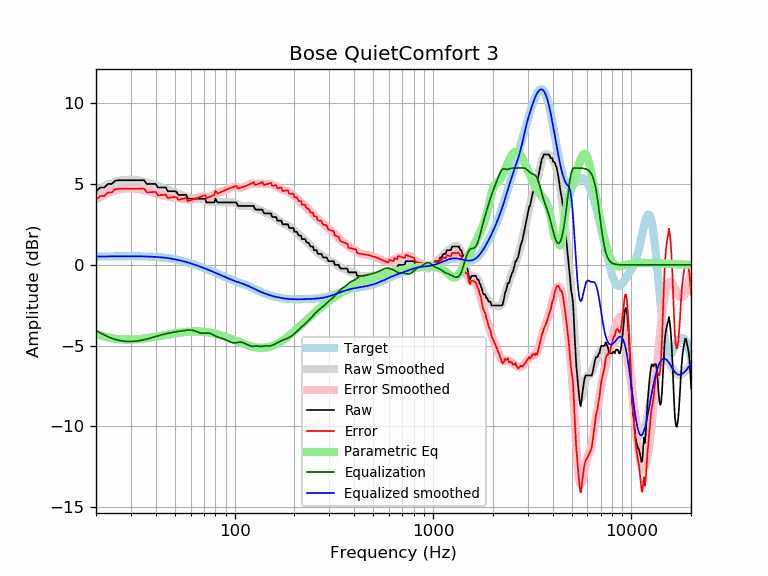 Bose QuietComfort 3
Amplitude (dBr)
10
5
0
−5
−10
−15
Target
Raw Smoothed
Error Smoothed
Raw
Error
Parametric Eq
Equalization
Equalized smoothed
100
1000
10000
Frequency (Hz)